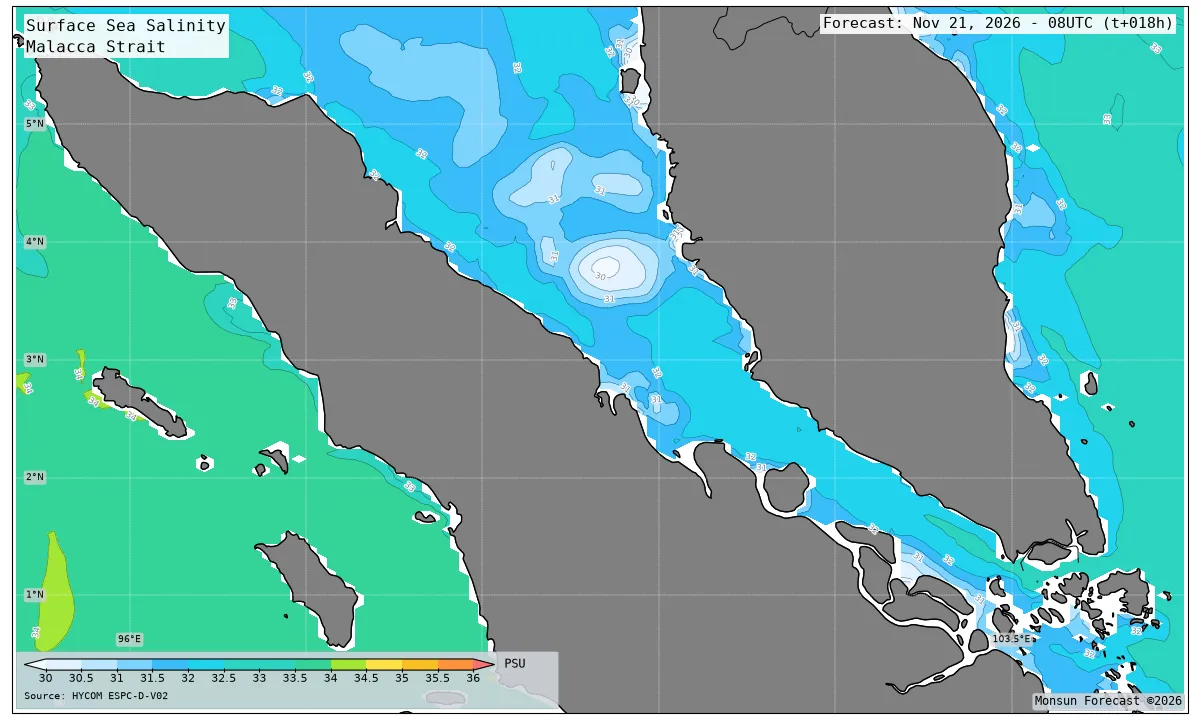 Surface Sea Salinity
Malacca Strait
Forecast: Nov 21, 2026 - 08UTC (t+018h)
5°N
4°N
3°N
2°N
1°N
96°E
103.5°E
PSU
30 30.5 31 31.5 32 32.5 33 33.5 34 34.5 35 35.5 36
Source: HYCOM ESPC-D-V02
Monsun Forecast ©2026